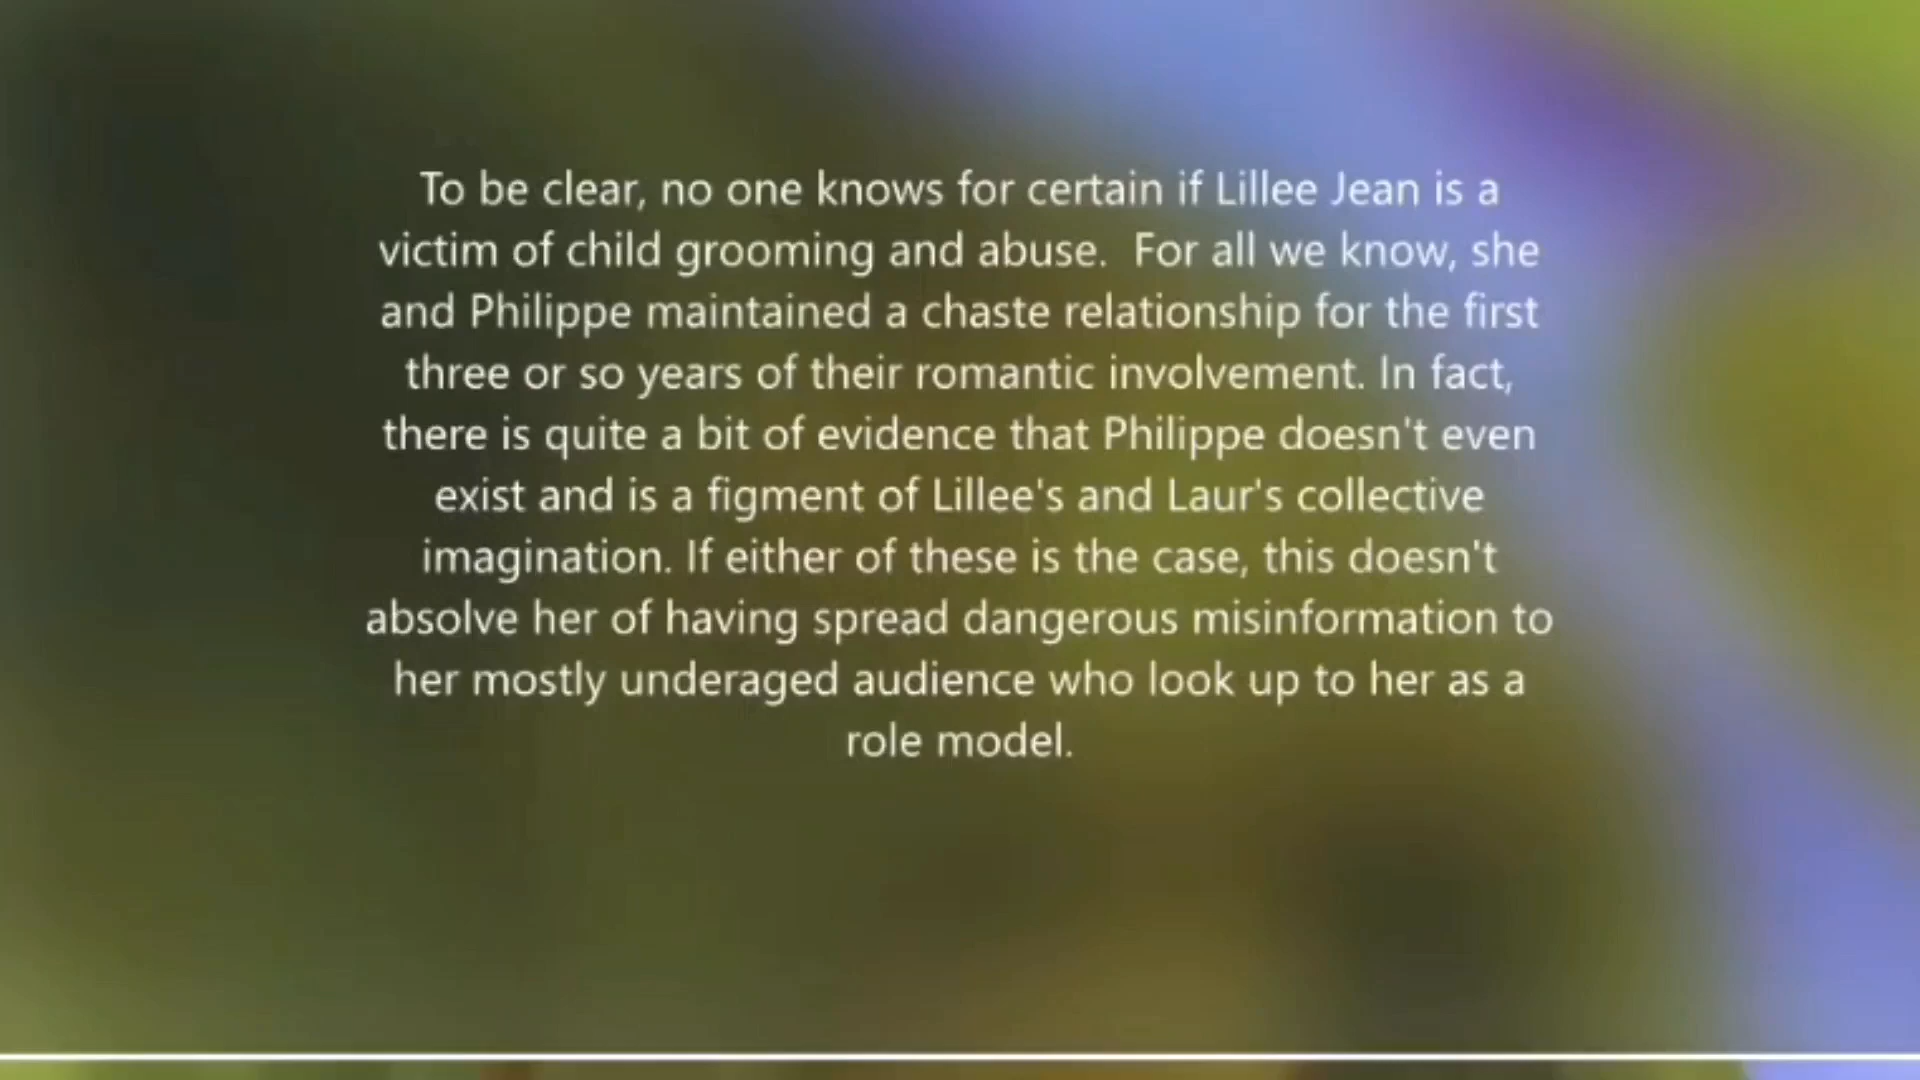 To be clear, no one knows for certain if Lillee Jean is a
victim of child grooming and abuse.  For all we know, she
and Philippe maintained a chaste relationship for the first
three or so years of their romantic involvement. In fact,
there is quite a bit of evidence that Philippe doesn't even
exist and is a figment of Lillee's and Laur's collective
imagination. If either of these is the case, this doesn't
absolve her of having spread dangerous misinformation to
her mostly underaged audience who look up to her as a
role model.